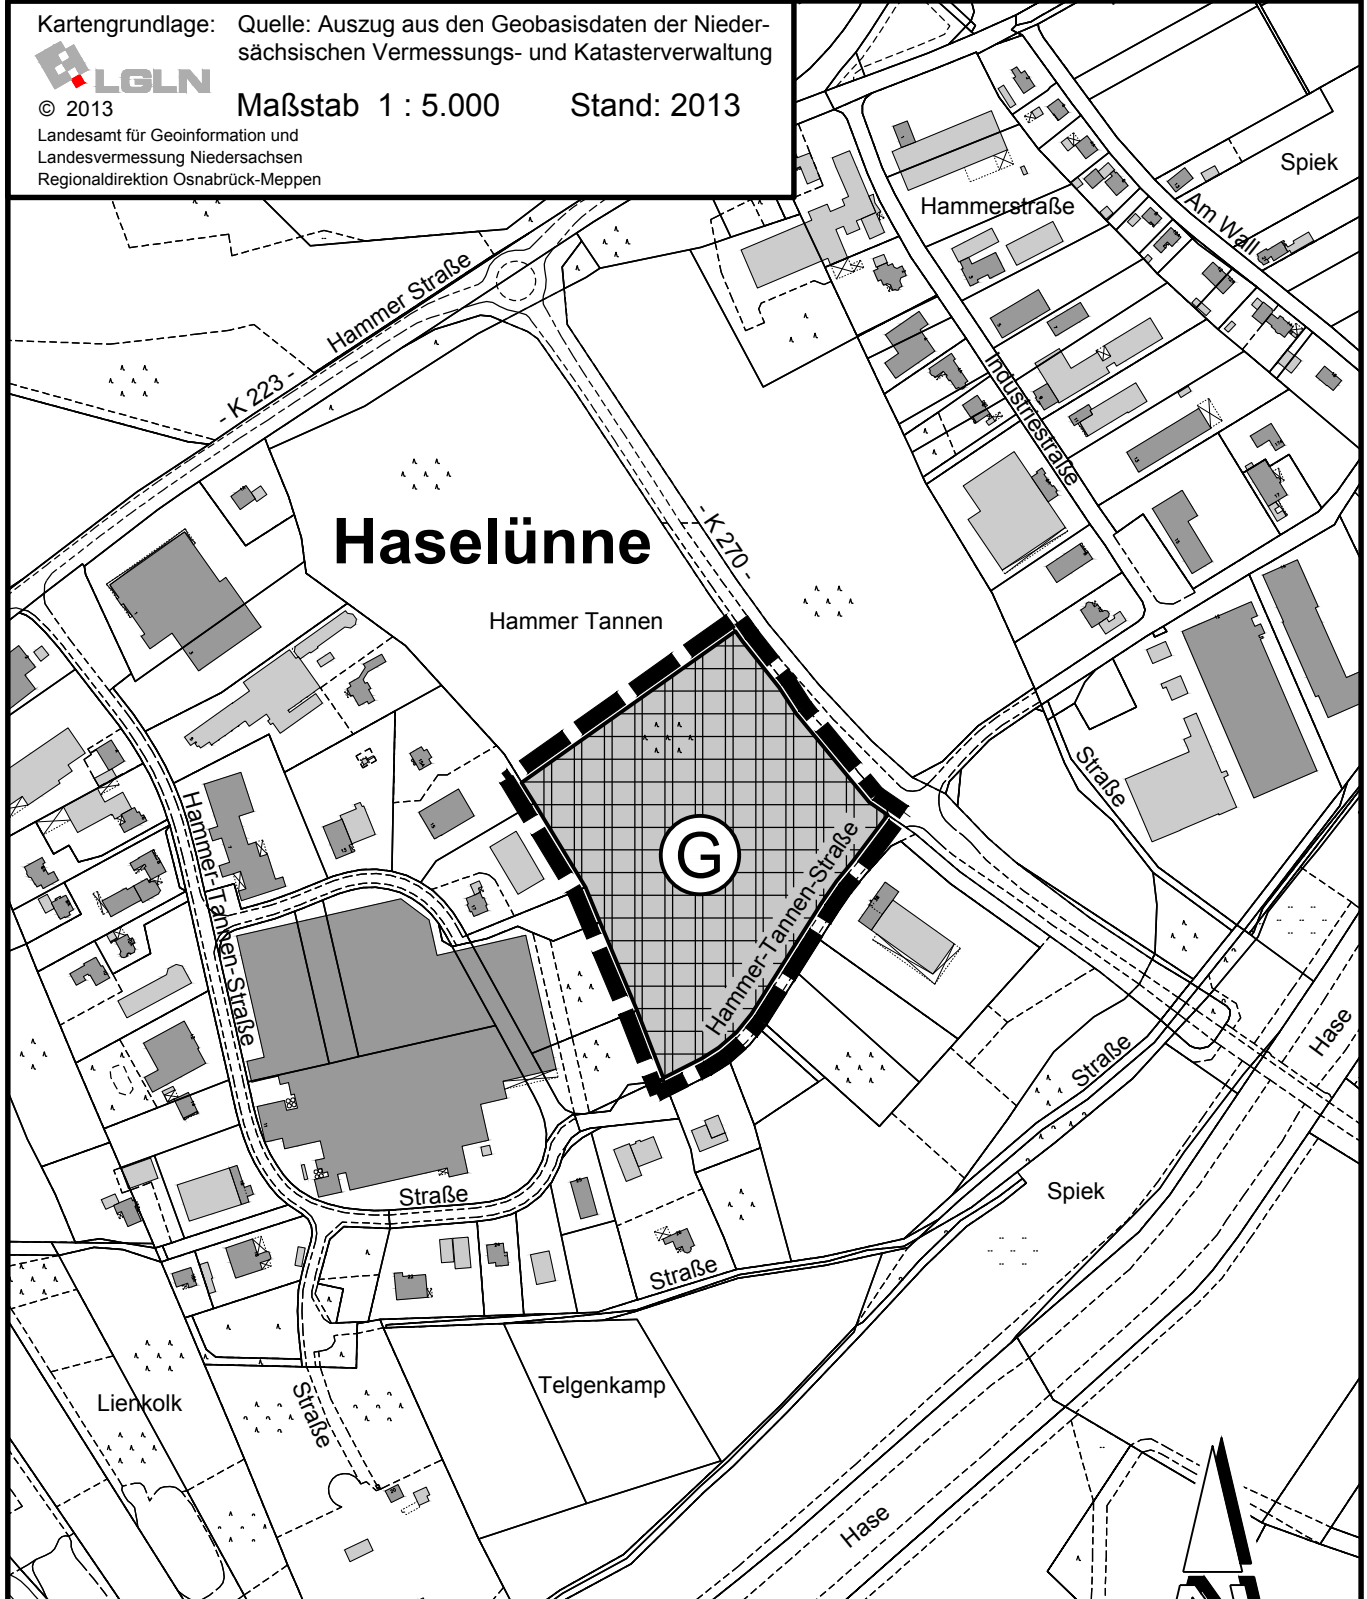 Kartengrundlage: Quelle: Auszug aus den Geobasisdaten der Nieder-
sächsischen Vermessungs- und Katasterverwaltung
LGLN
© 2013 Maßstab 1 : 5.000 Stand: 2013
Landesamt für Geoinformation und
Landesvermessung Niedersachsen
Regionaldirektion Osnabrück-Meppen
Spiek
Hammerstraße
Am Wall
Hammer Straße
- K 223 -
Industriestraße
Haselünne
- K 270 -
Hammer Tannen
Straße
Hammer-Tannen-Straße
G
Hammer-Tannen-Straße
Hase
Straße
Straße
Spiek
Straße
Telgenkamp
Lienkolk
Straße
Hase
N